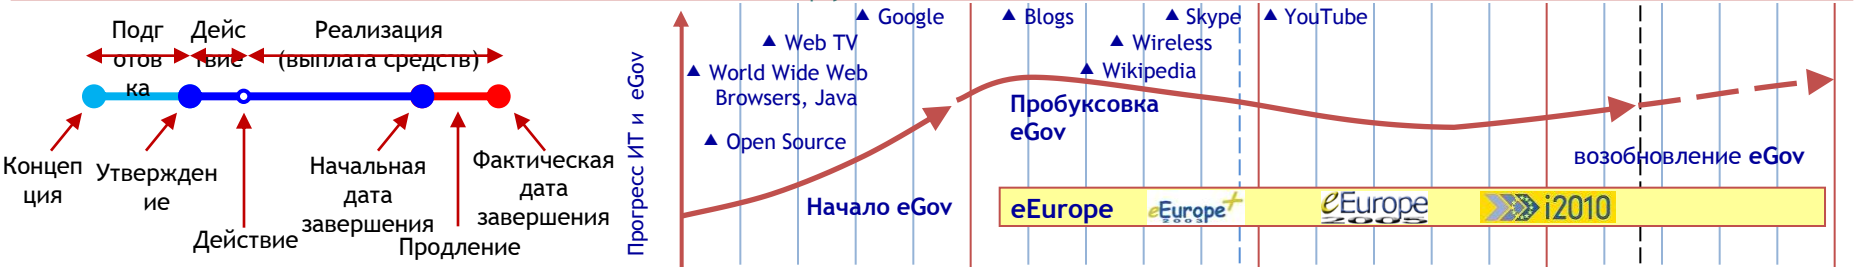 Подг
отов
ка
Дейс
твие
Реализация
(выплата средств)
Концеп
ция
Утвержден
ие
Действие
Начальная
дата
завершения
Продление
Фактическая
дата
завершения
Прогресс ИТ и eGov
Google
Web TV
World Wide Web
Browsers, Java
Open Source
Blogs
Skype
YouTube
Wireless
Wikipedia
Пробуксовка
eGov
Начало eGov
возобновление eGov
eEurope
eEurope+
2003
eEurope
2005
i2010